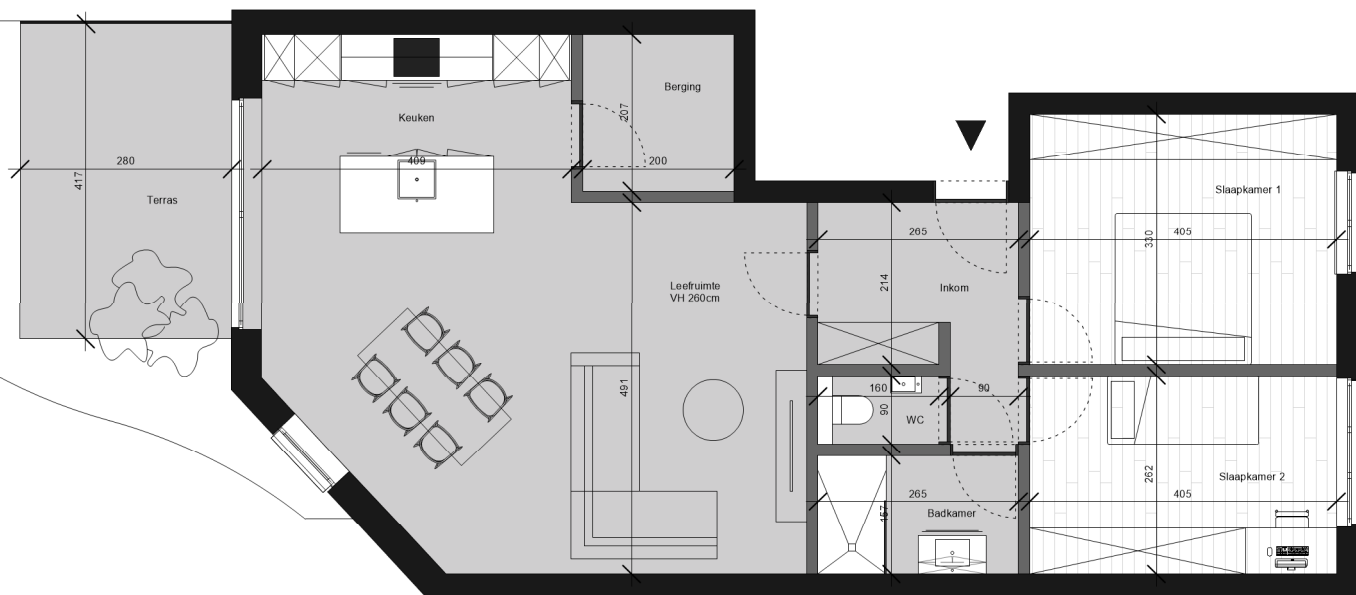 Berging
207
Keuken
409
200
280
417
Terras
Slaapkamer 1
330
405
265
214
Inkom
Leefruimte
VH 260cm
491
160
90
90
WC
265
157
Badkamer
262
Slaapkamer 2
405